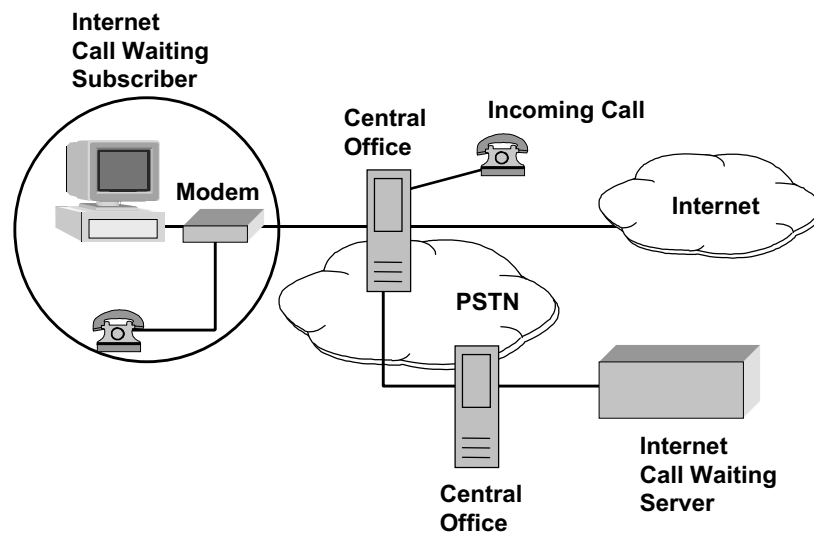 Internet
Call Waiting
Subscriber
Central
Office
Incoming Call
Modem
Internet
PSTN
Internet
Call Waiting
Server
Central
Office